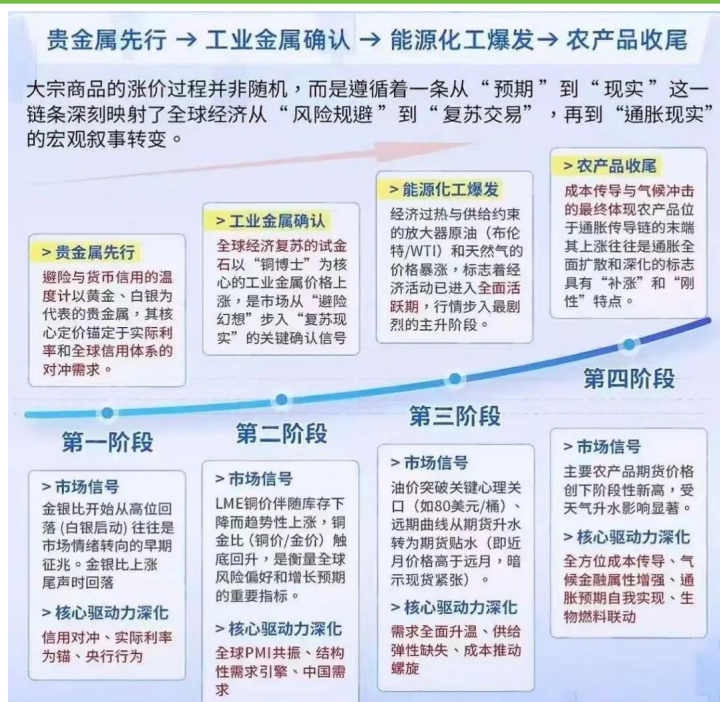 贵金属先行 → 工业金属确认 → 能源化工爆发→ 农产品收尾
大宗商品的涨价过程并非随机，而是遵循着一条从“预期”到“现实”这一
链条深刻映射了全球经济从“风险规避”到“复苏交易”，再到“通胀现实”
的宏观叙事转变。
> 贵金属先行
避险与货币信用的温
度计以黄金、白银为
代表的贵金属，其核
心定价锚定于实际利
率和全球信用体系的
对冲需求。
第一阶段
> 市场信号
金银比开始从高位回
落 (白银启动) 往往是
市场情绪转向的早期
征兆。金银比上涨
尾声时回落
> 核心驱动力深化
信用对冲、实际利率
为锚、央行行为
> 工业金属确认
全球经济复苏的试金
石以“铜博士”为核
心的工业金属价格上
涨，是市场从“避险
幻想”步入“复苏现
实”的关键确认信号
第二阶段
> 市场信号
LME铜价伴随库存下
降而趋势性上涨，铜
金比（铜价/金价）触
底回升，是衡量全球
风险偏好和增长预期
的重要指标。
> 核心驱动力深化
全球PMI共振、结构
性需求引擎、中国需
求
> 能源化工爆发
经济过热与供给约束
的放大器原油（布伦
特/WTI）和天然气的
价格暴涨，标志着经
济活动已进入全面活
跃期，行情步入最剧
烈的主升阶段。
第三阶段
> 市场信号
油价突破关键心理关
口（如80美元/桶）、
远期曲线从期货升水
转为期货贴水（即近
月价格高于远月，暗
示现货紧张）。
> 核心驱动力深化
需求全面升温、供给
弹性缺失、成本推动
螺旋
> 农产品收尾
成本传导与气候冲击
的最终体现农产品位
于通胀传导链的末端
其上涨往往是通胀全
面扩散和深化的标志
具有“补涨”和“刚
性”特点。
第四阶段
> 市场信号
主要农产品期货价格
创下阶段性新高，受
天气升水影响显著。
> 核心驱动力深化
全方位成本传导、气
候金融属性增强、通
胀预期自我实现、生
物燃料联动